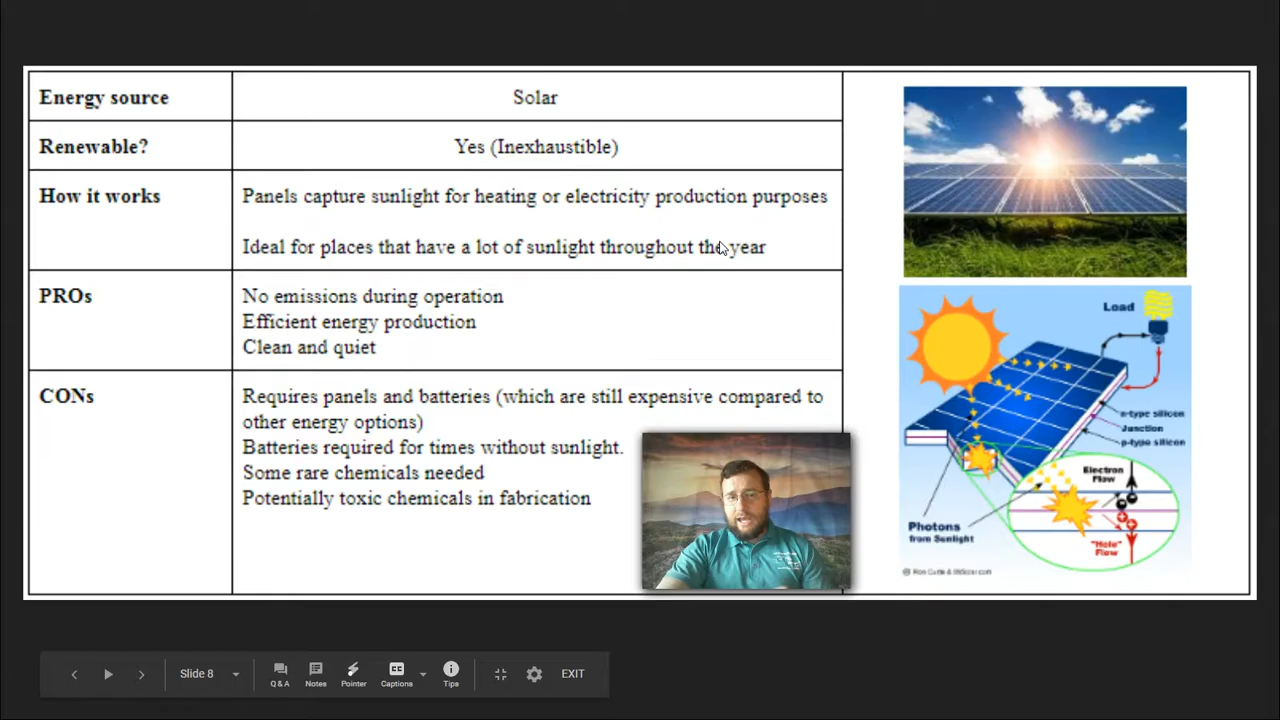 Energy source
Solar
Renewable?
Yes (Inexhaustible)
How it works
Panels capture sunlight for heating or electricity production purposes
Ideal for places that have a lot of sunlight throughout the year
PROs
No emissions during operation
Efficient energy production
Clean and quiet
CONs
Requires panels and batteries (which are still expensive compared to
other energy options)
Batteries required for times without sunlight.
Some rare chemicals needed
Potentially toxic chemicals in fabrication
Load
n-type silicon
Junction
p-type silicon
Electron
Flow
Photons
from Sunlight
"Hole"
Flow
Slide 8
Q & A
Notes
Pointer
Captions
Tips
EXIT